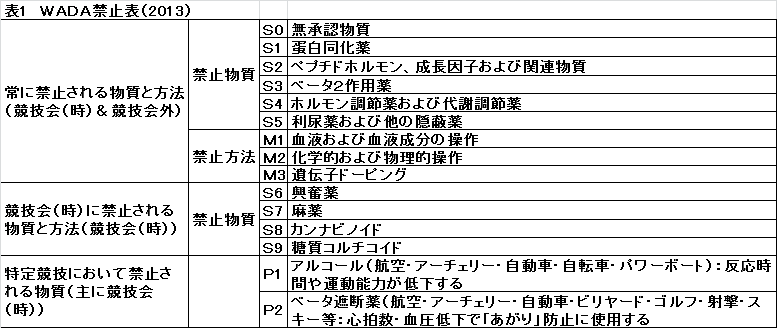 表1　WADA禁止表(2013)
常に禁止される物質と方法
(競技会(時)＆競技会外)
禁止物質
S0 無承認物質
S1 蛋白同化薬
S2 ペプチドホルモン、成長因子および関連物質
S3 ベータ2作用薬
S4 ホルモン調節薬および代謝調節薬
S5 利尿薬および他の隠蔽薬
禁止方法
M1 血液および血液成分の操作
M2 化学的および物理的操作
M3 遺伝子ドーピング
競技会(時)に禁止される
物質と方法(競技会(時))
禁止物質
S6 興奮薬
S7 麻薬
S8 カンナビノイド
S9 糖質コルチコイド
特定競技において禁止さ
れる物質(主に競技会
(時))
P1 アルコール(航空・アーチェリー・自動車・自転車・パワーボート)：反応時
間や運動能力が低下する
P2 ベータ遮断薬(航空・アーチェリー・自動車・ビリヤード・ゴルフ・射撃・ス
キー等：心拍数・血圧低下で「あがり」防止に使用する